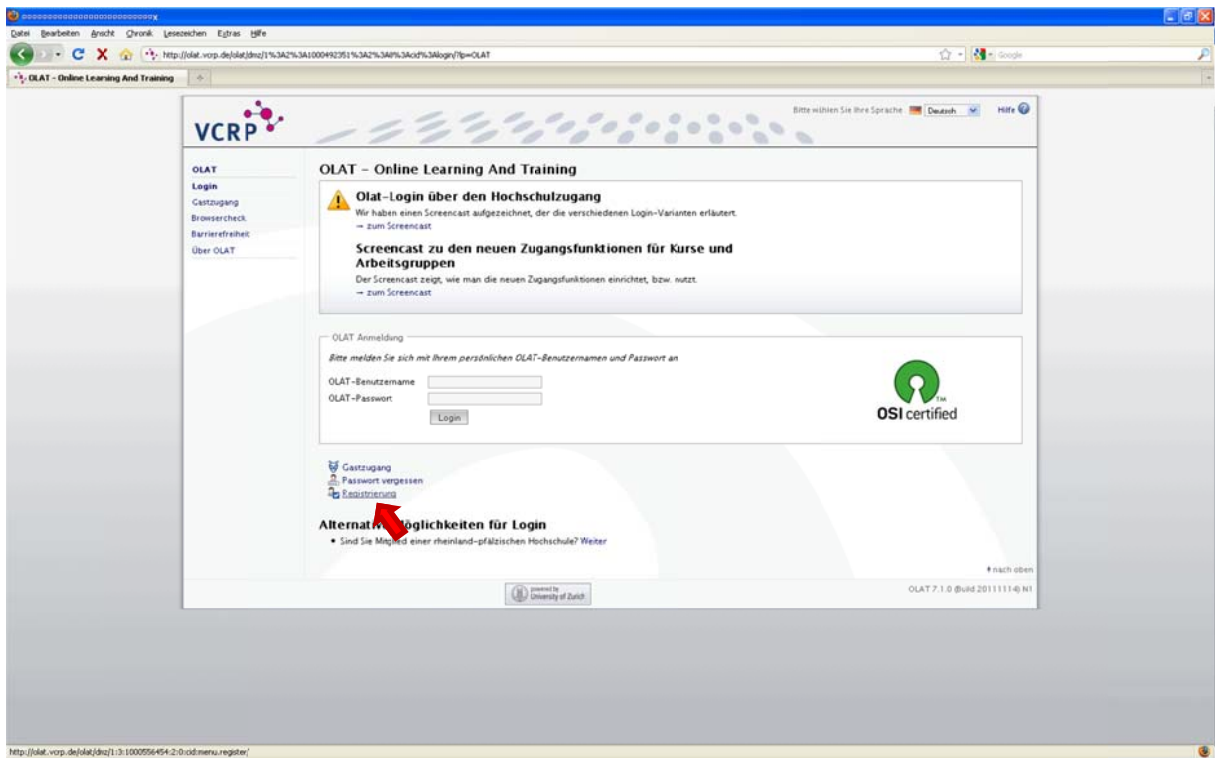 Datei Bearbeiten Ansicht Chronik Lesezeichen Extras Hilfe
Google
OLAT - Online Learning And Training
Bitte wählen Sie Ihre Sprache Deutsch Hilfe
VCRP
OLAT
Login
Gastzugang
Browsercheck
Barrierefreiheit
Über OLAT
OLAT – Online Learning And Training
Olat-Login über den Hochschulzugang
Wir haben einen Screencast aufgezeichnet, der die verschiedenen Login-Varianten erläutert.
→ zum Screencast
Screencast zu den neuen Zugangsfunktionen für Kurse und
Arbeitsgruppen
Der Screencast zeigt, wie man die neuen Zugangsfunktionen einrichtet, bzw. nutzt.
→ zum Screencast
OLAT Anmeldung
Bitte melden Sie sich mit Ihrem persönlichen OLAT-Benutzernamen und Passwort an
OLAT-Benutzername
OLAT-Passwort
Login
OSI certified TM
Gastzugang
Passwort vergessen
Registrierung
für Login
• Sind Sie Mitglied einer rheinland-pfälzischen Hochschule? Weiter
nach oben
powered by
University of Zurich
OLAT 7.1.0 (Build 20111114) N1
http://olat.vcrp.de/olat/dmz/1:3:1000556454:2:0:cid:menu.register/